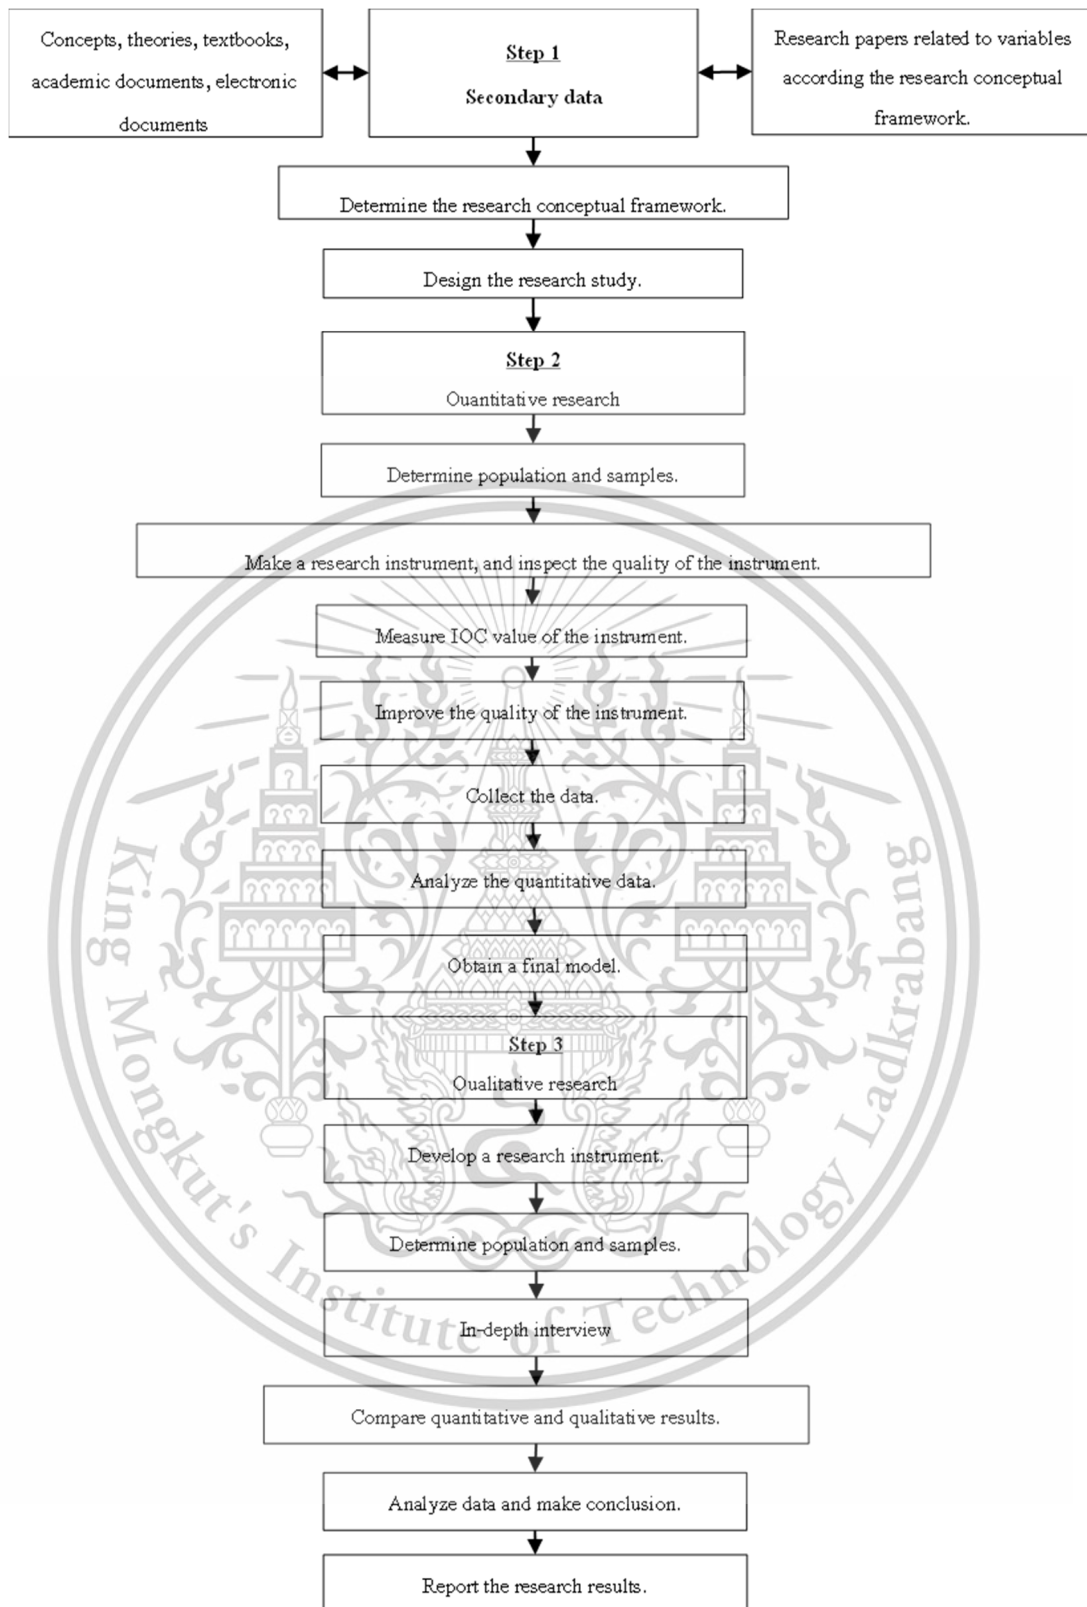 Concepts, theories, textbooks,
academic documents, electronic
documents
Step 1
Secondary data
Research papers related to variables
according the research conceptual
framework.
Determine the research conceptual framework.
Design the research study.
Step 2
Quantitative research
Determine population and samples.
Make a research instrument, and inspect the quality of the instrument.
Measure IOC value of the instrument.
Improve the quality of the instrument.
Collect the data.
Analyze the quantitative data.
Obtain a final model.
Step 3
Qualitative research
Develop a research instrument.
Determine population and samples.
In-depth interview
Compare quantitative and qualitative results.
Analyze data and make conclusion.
Report the research results.
King Mongkut's Institute of Technology Ladkrabang